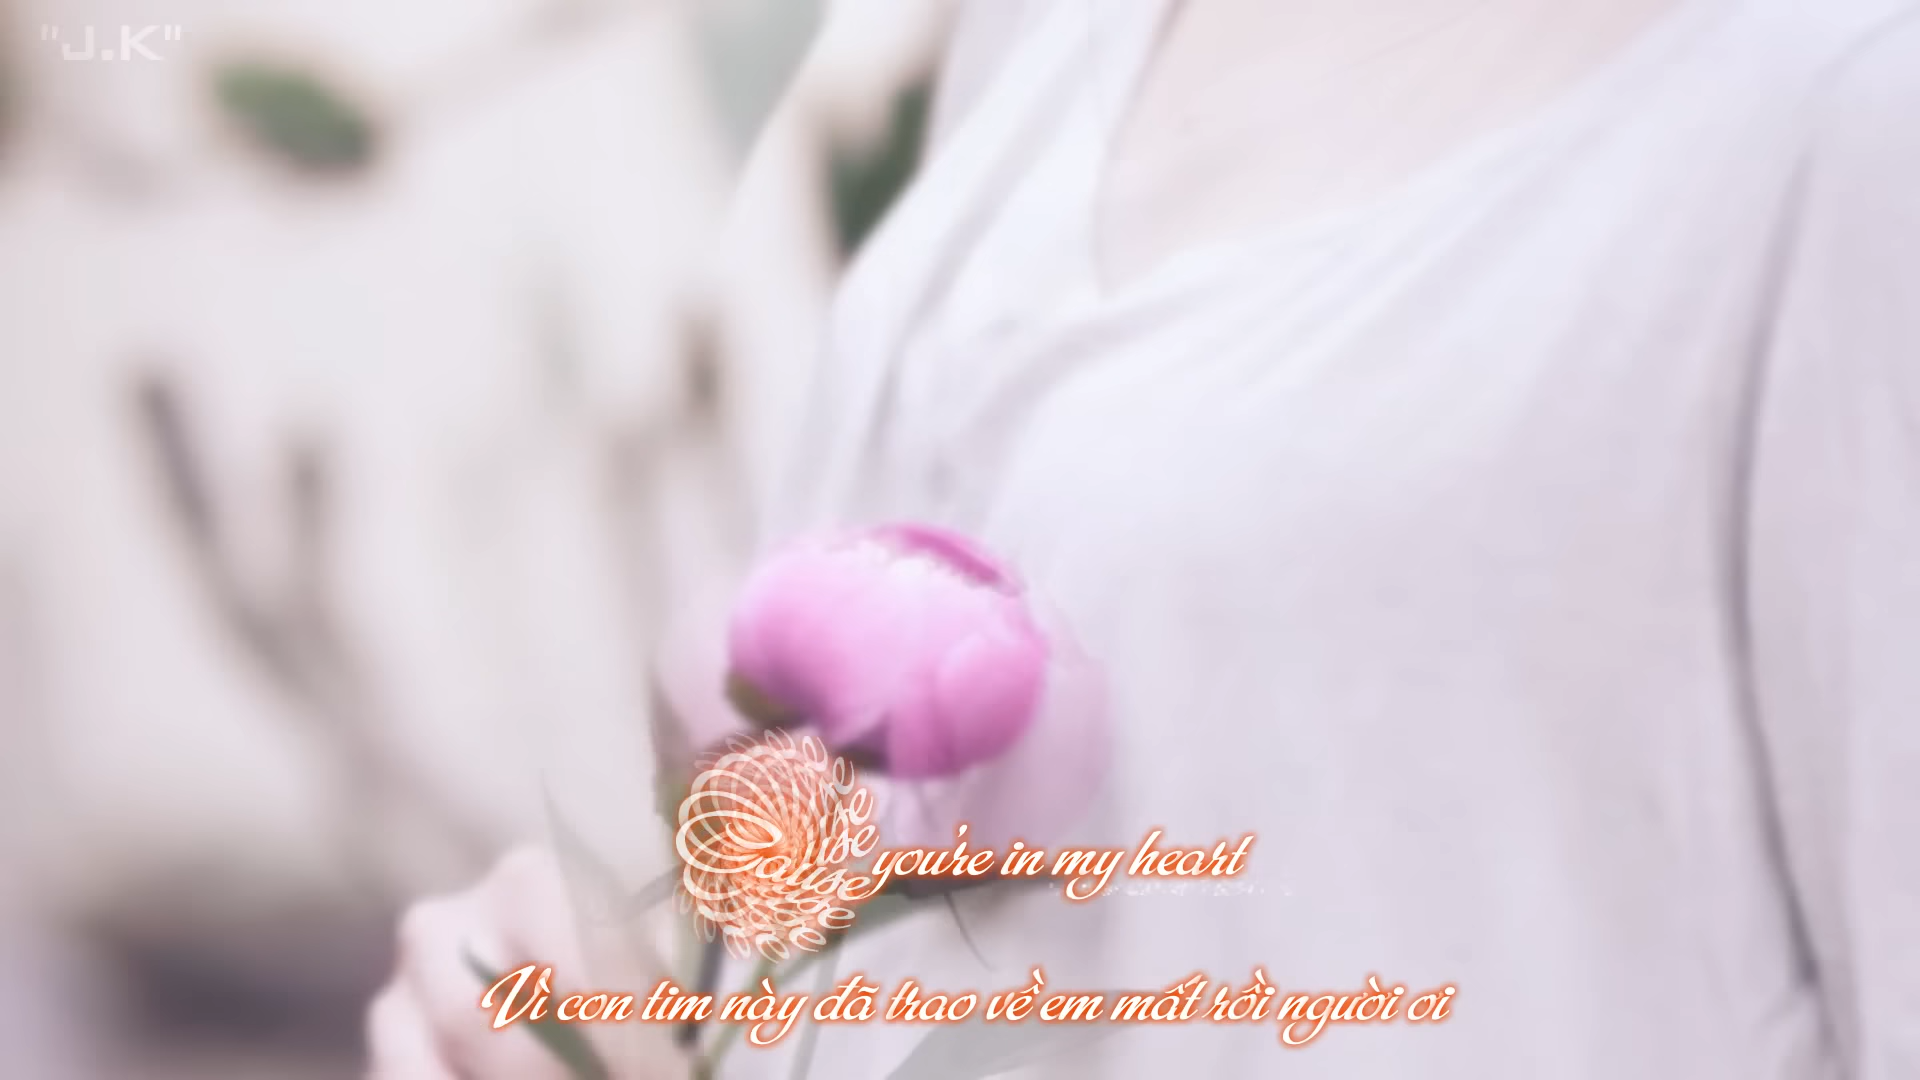 "J.K"
Cause you're in my heart
Vì con tim này đã trao về em mất rồi người ơi